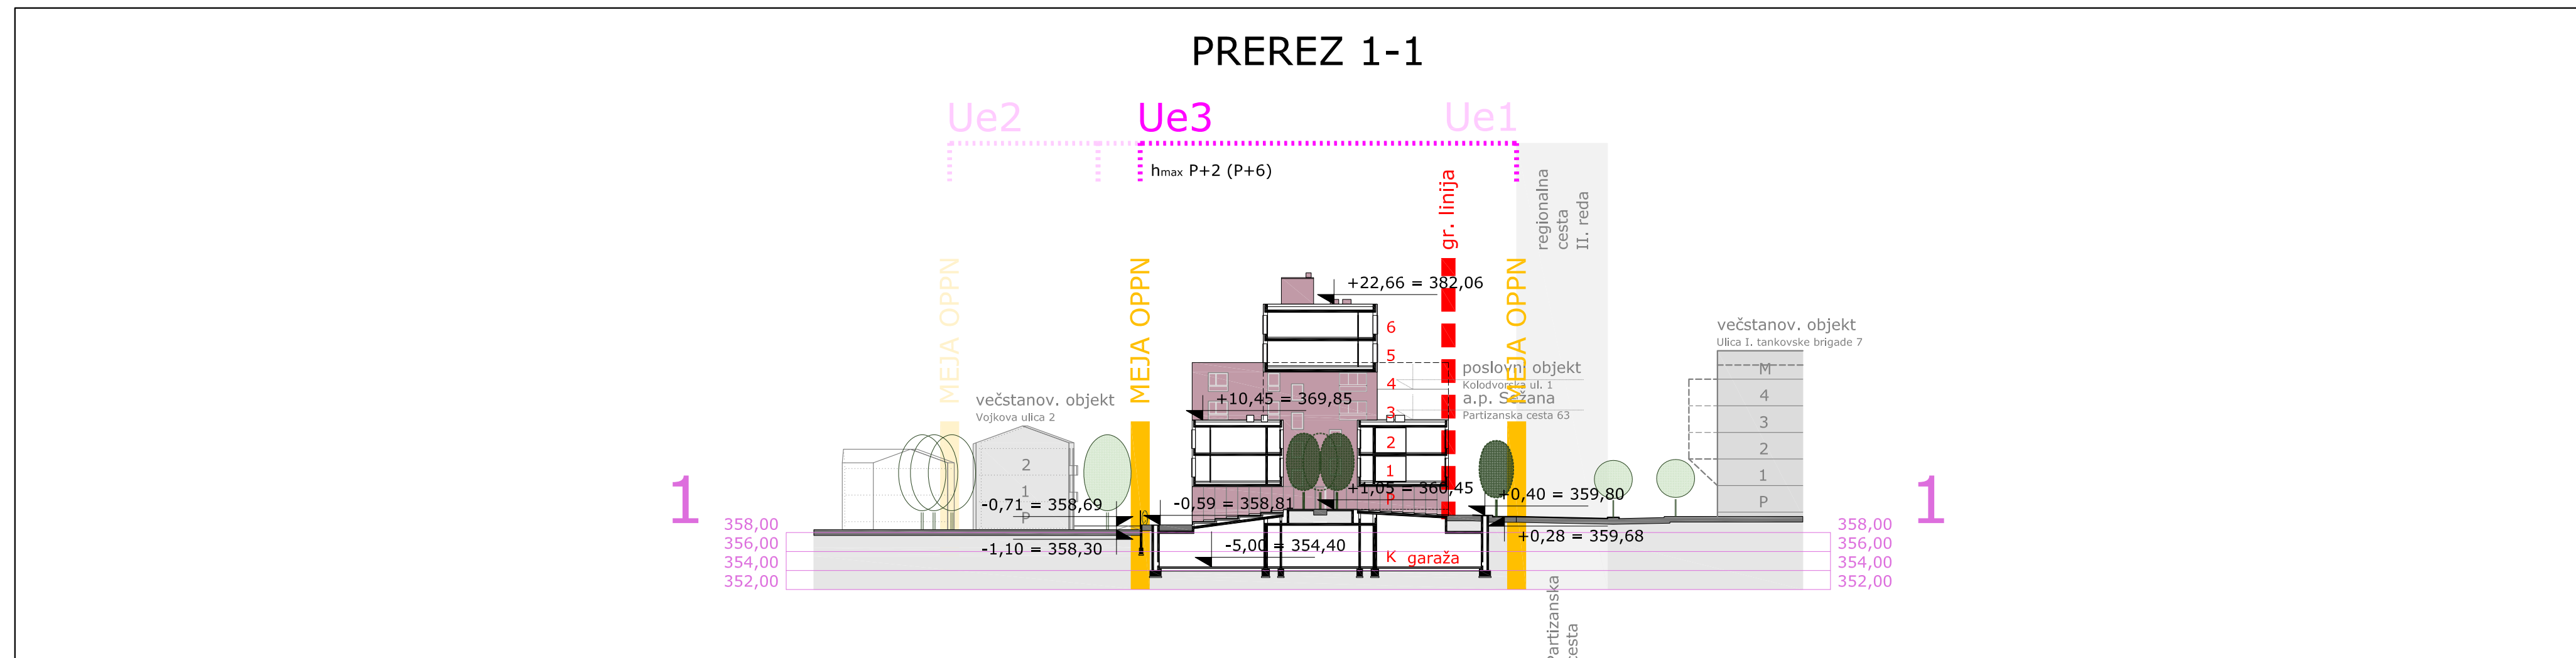 PREREZ 1-1
Ue2
Ue3
Ue1
hmax P+2 (P+6)
gr. linija
regionalna
cesta
II. reda
MEJA OPPN
MEJA OPPN
MEJA OPPN
+22,66 = 382,06
6
5
4
3
2
1
P
K garaža
poslovni objekt
Kolodvorska ul. 1
a.p. Sežana
Partizanska cesta 63
večstanov. objekt
Ulica I. tankovske brigade 7
M
4
3
2
1
P
večstanov. objekt
Vojkova ulica 2
2
1
P
+10,45 = 369,85
+1,05 = 360,45
+0,40 = 359,80
+0,28 = 359,68
-0,71 = 358,69
-0,59 = 358,81
-1,10 = 358,30
-5,00 = 354,40
1
1
358,00
356,00
354,00
352,00
358,00
356,00
354,00
352,00
Partizanska
cesta